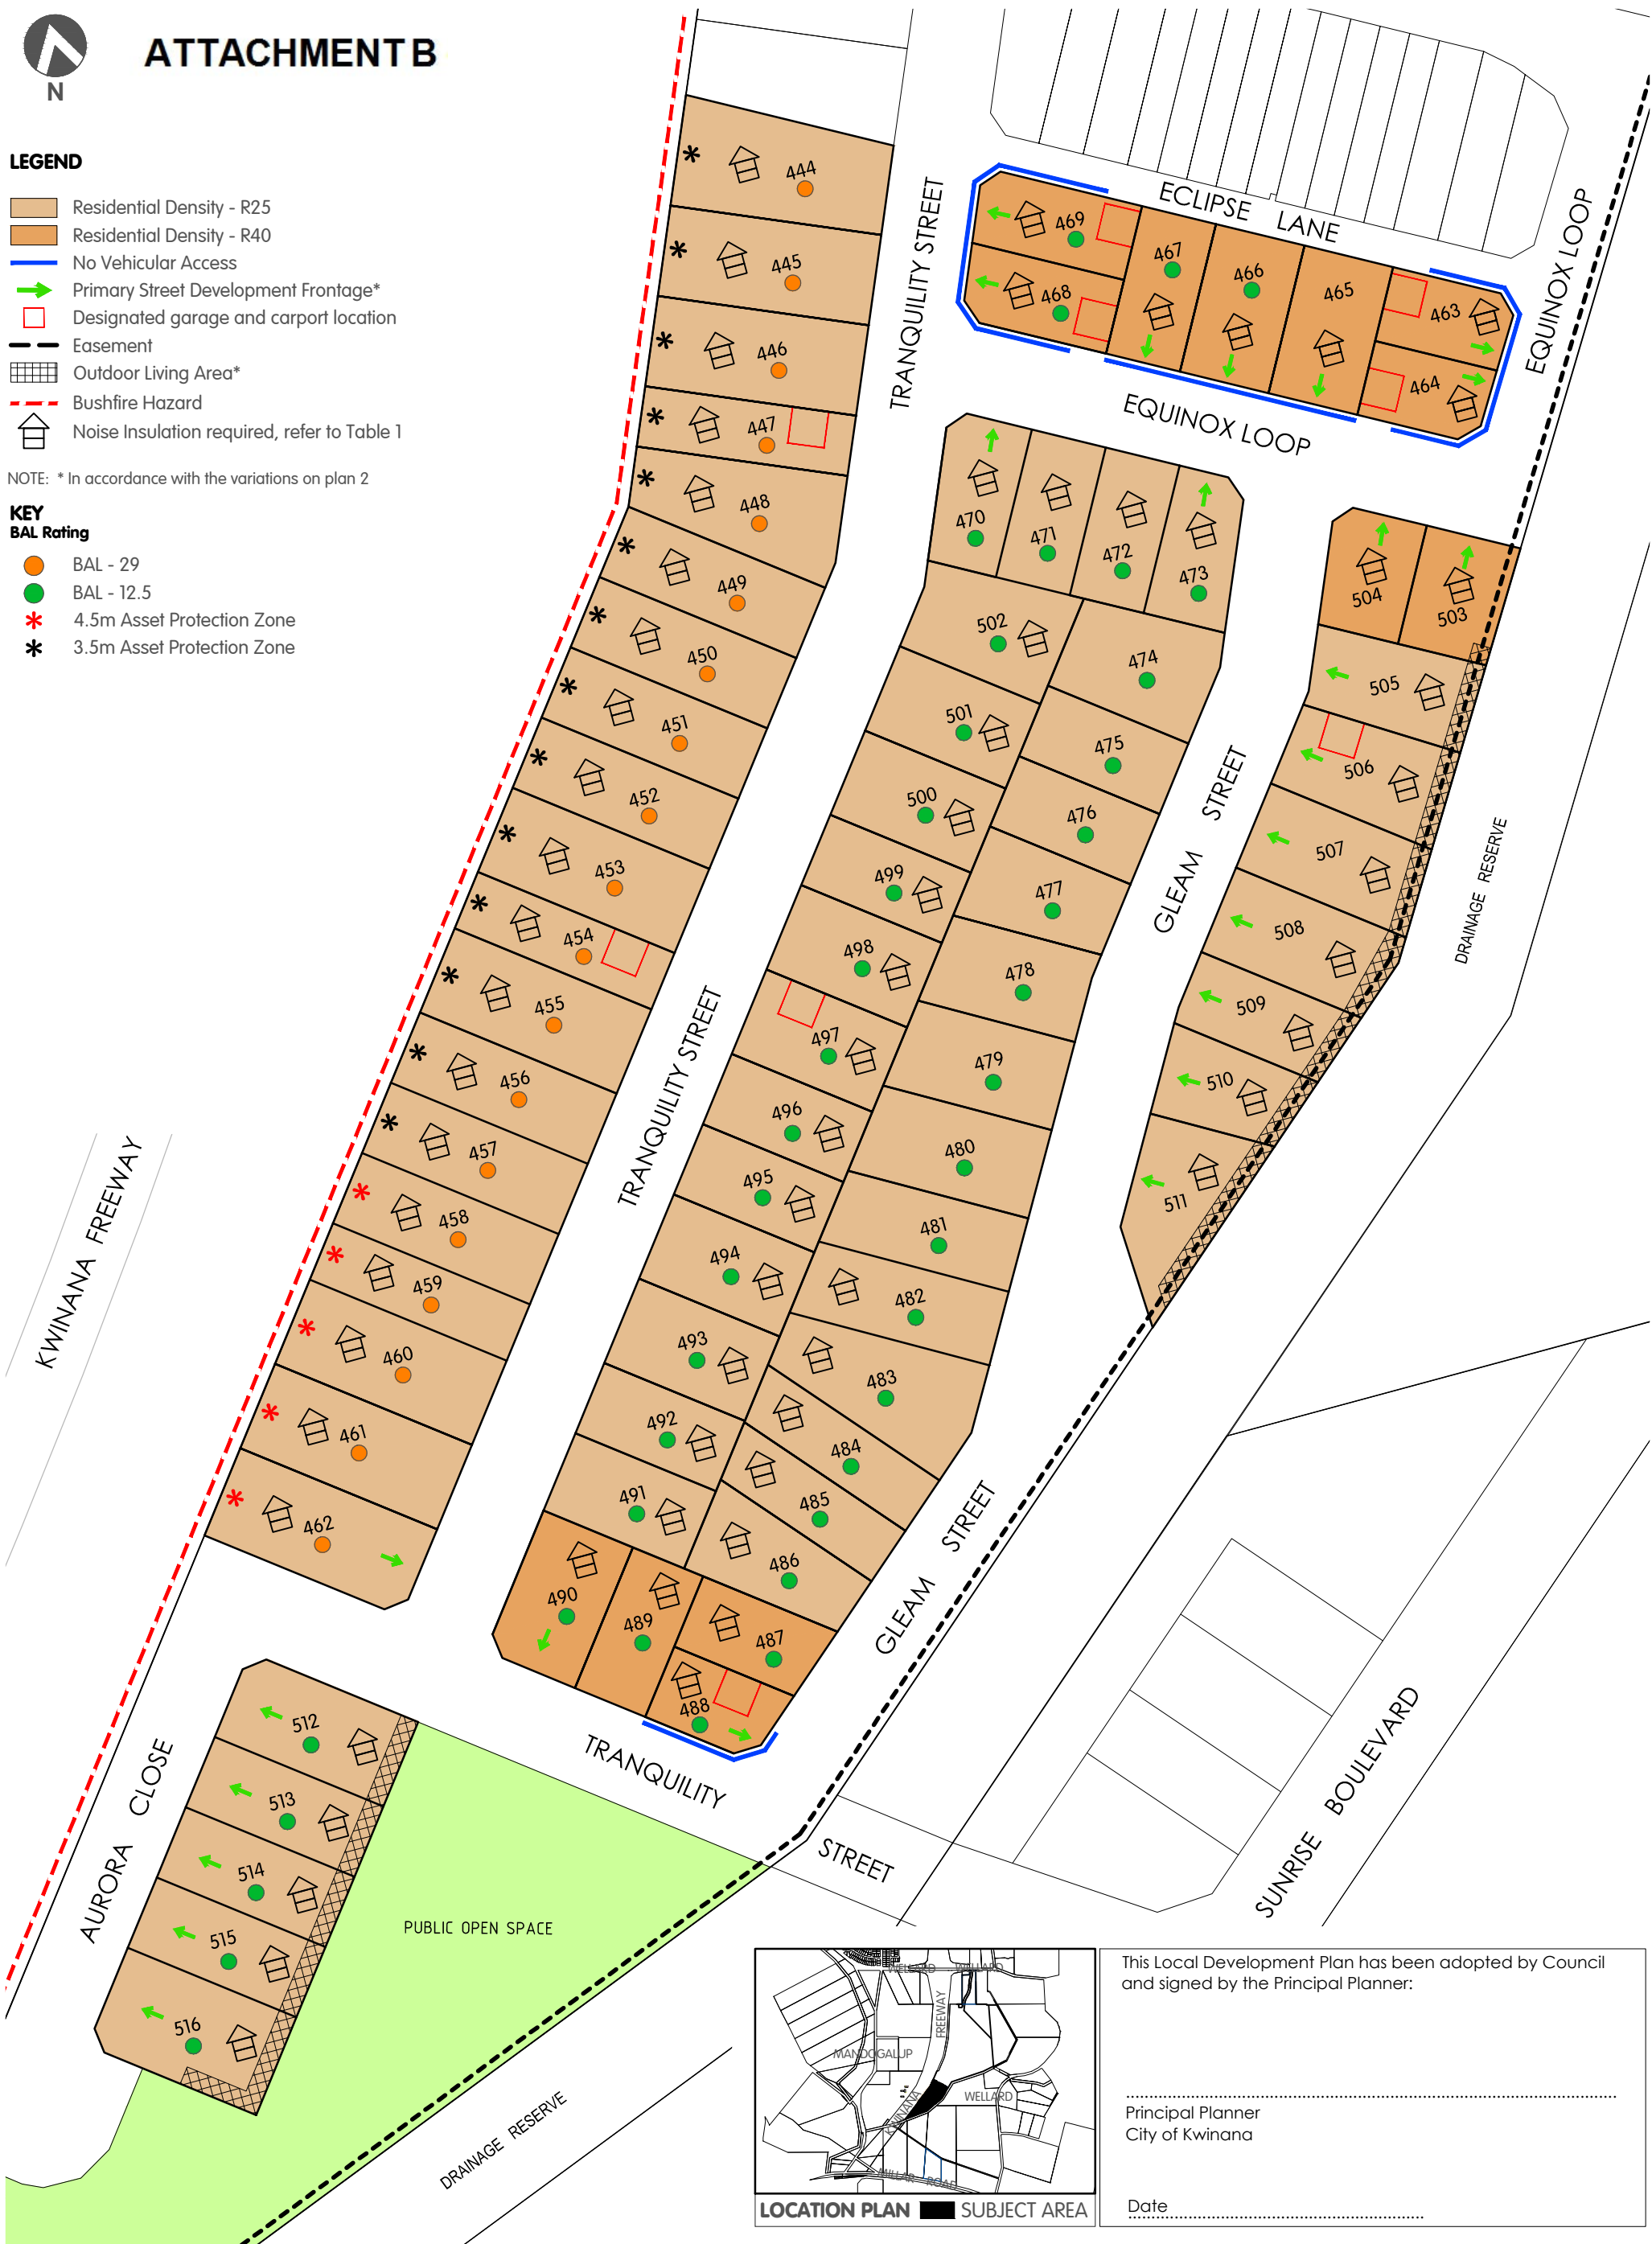 ATTACHMENT B
N
LEGEND
Residential Density - R25
Residential Density - R40
No Vehicular Access
Primary Street Development Frontage*
Designated garage and carport location
Easement
Outdoor Living Area*
Bushfire Hazard
Noise Insulation required, refer to Table 1
NOTE: * In accordance with the variations on plan 2
KEY
BAL Rating
BAL - 29
BAL - 12.5
4.5m Asset Protection Zone
3.5m Asset Protection Zone
444
445
446
447
448
449
450
451
452
453
454
455
456
457
458
459
460
461
462
TRANQUILITY STREET
ECLIPSE LANE
EQUINOX LOOP
469
468
467
466
465
463
464
EQUINOX LOOP
470
471
472
473
502
501
500
499
498
497
496
495
494
493
492
491
490
489
488
487
474
475
476
477
478
479
480
481
482
483
484
485
486
504
503
505
506
507
508
509
510
511
GLEAM STREET
DRAINAGE RESERVE
TRANQUILITY STREET
KWINANA FREEWAY
GLEAM STREET
512
513
514
515
516
AURORA CLOSE
TRANQUILITY
STREET
SUNRISE BOULEVARD
PUBLIC OPEN SPACE
DRAINAGE RESERVE
WELLARD
WELLARD
FREEWAY
MANDOGALUP
KWINANA
WELLARD
MILLAR ROAD
LOCATION PLAN
SUBJECT AREA
This Local Development Plan has been adopted by Council
and signed by the Principal Planner:
Principal Planner
City of Kwinana
Date